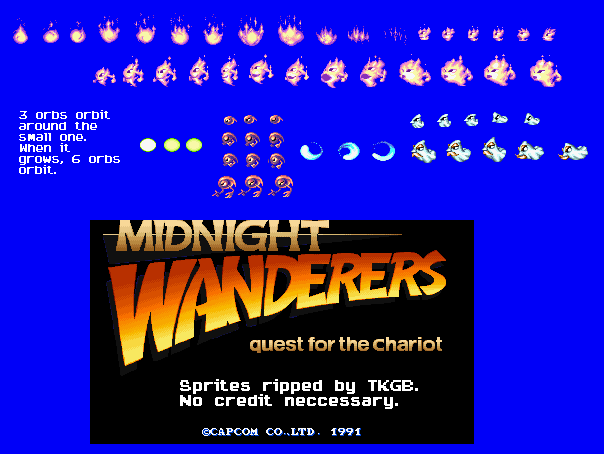 3 orbs orbit
around the
small one.
When it
grows, 6 orbs
orbit.
MIDNIGHT
WANDERERS
quest for the Chariot
Sprites ripped by TKGB.
No credit neccessary.
©CAPCOM CO.,LTD. 1991